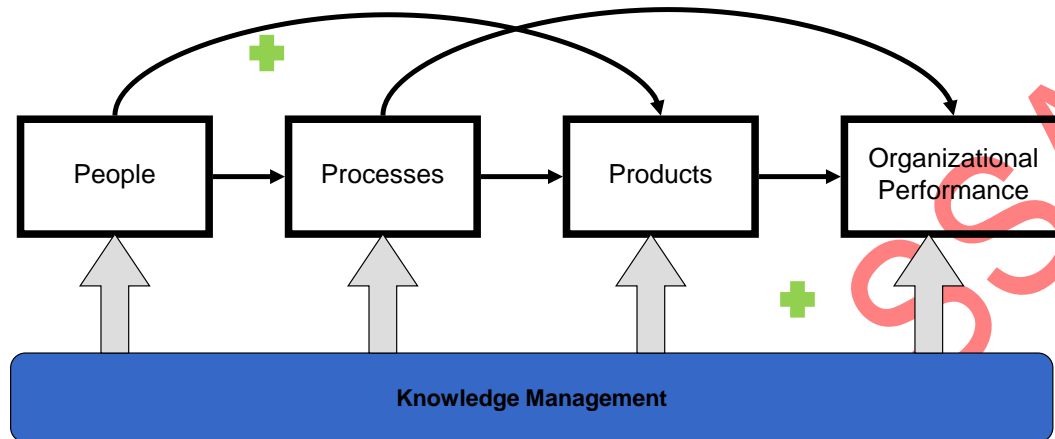 People
Processes
Products
Organizational
Performance
Knowledge Management